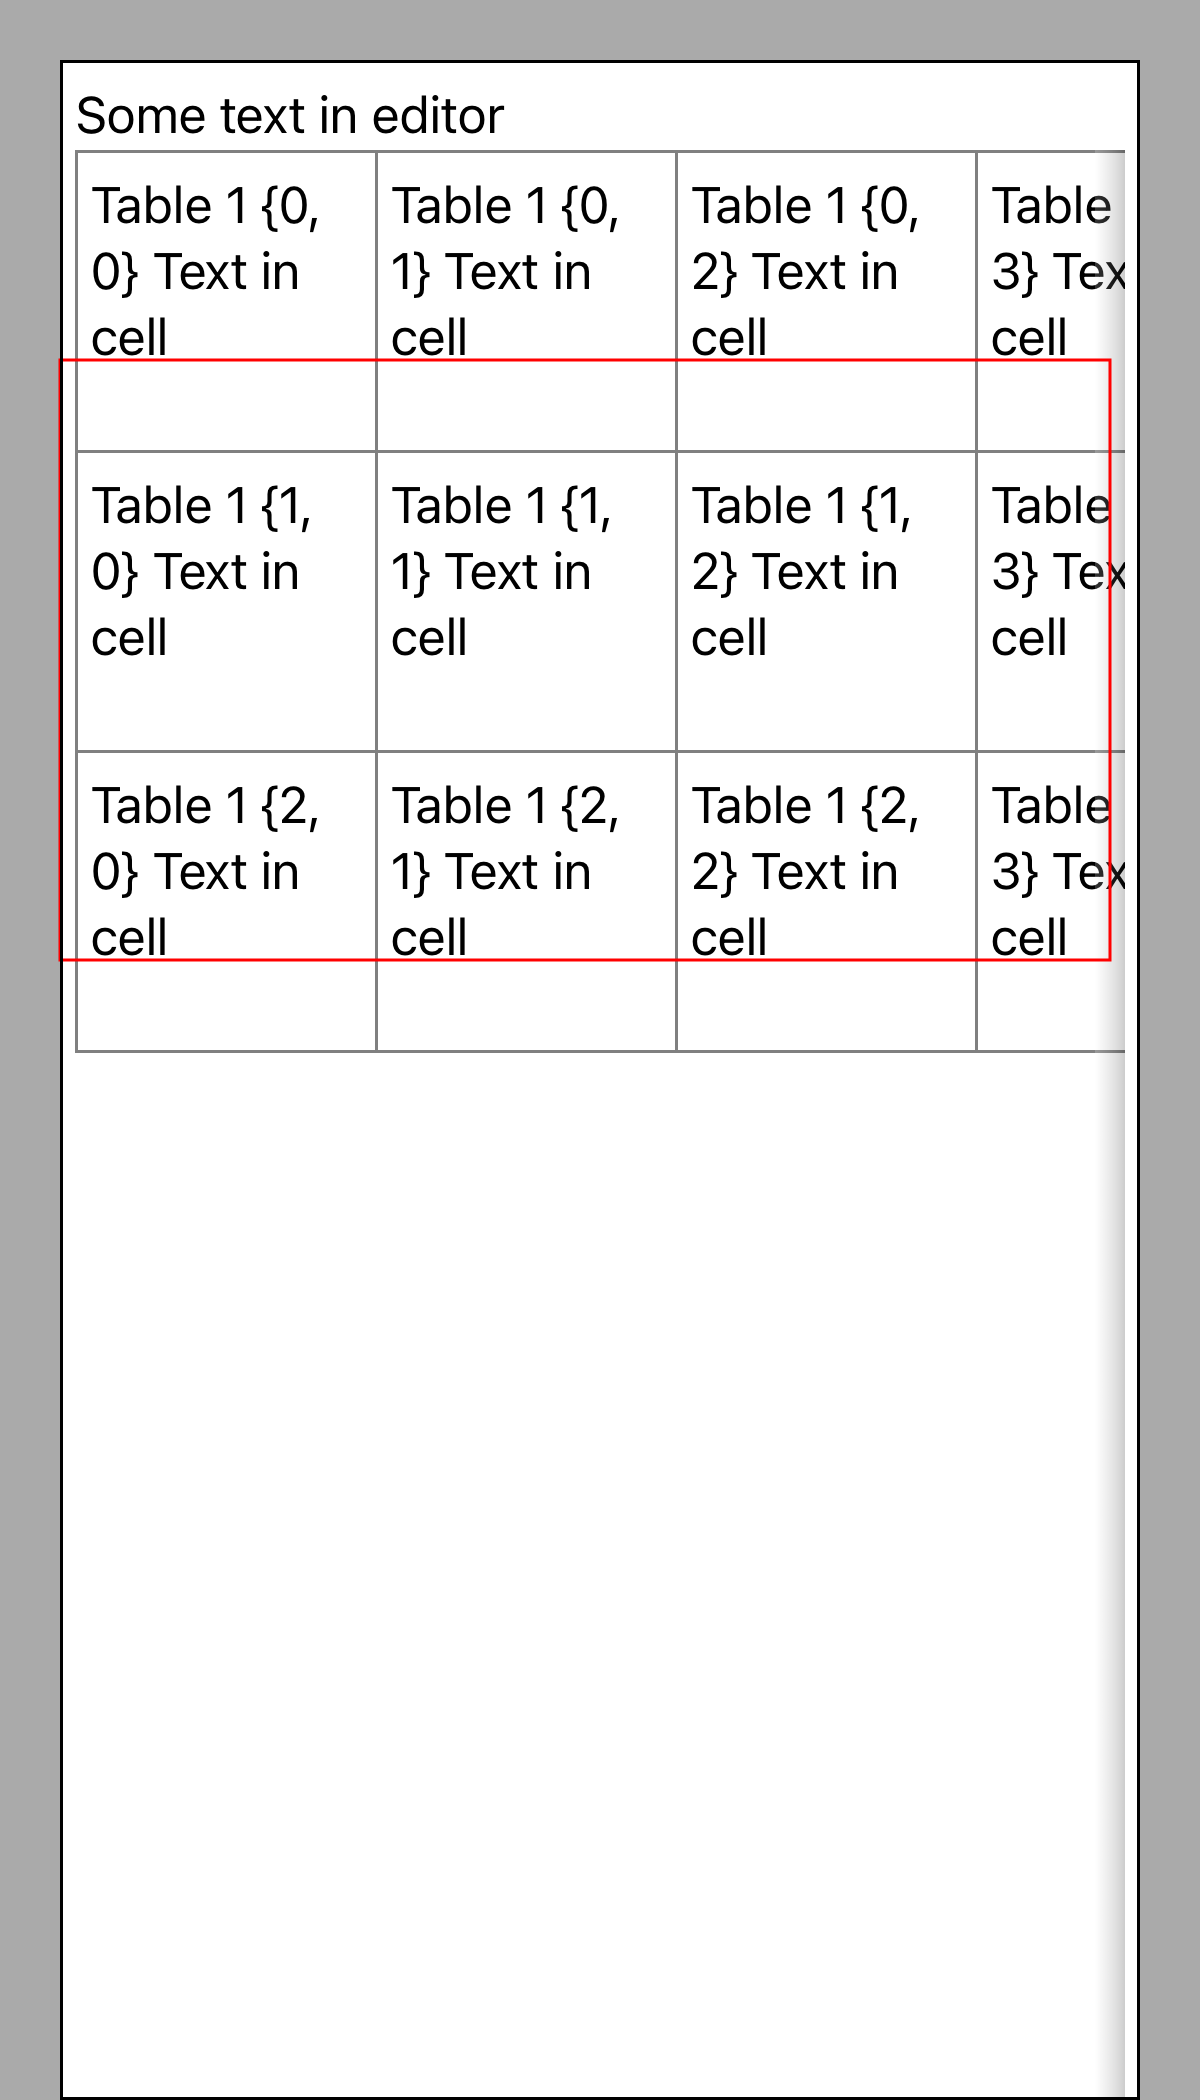 Some text in editor
Table 1 {0,
0} Text in
cell
Table 1 {0,
1} Text in
cell
Table 1 {0,
2} Text in
cell
Table
3} Tex
cell
Table 1 {1,
0} Text in
cell
Table 1 {1,
1} Text in
cell
Table 1 {1,
2} Text in
cell
Table
3} Tex
cell
Table 1 {2,
0} Text in
cell
Table 1 {2,
1} Text in
cell
Table 1 {2,
2} Text in
cell
Table
3} Tex
cell